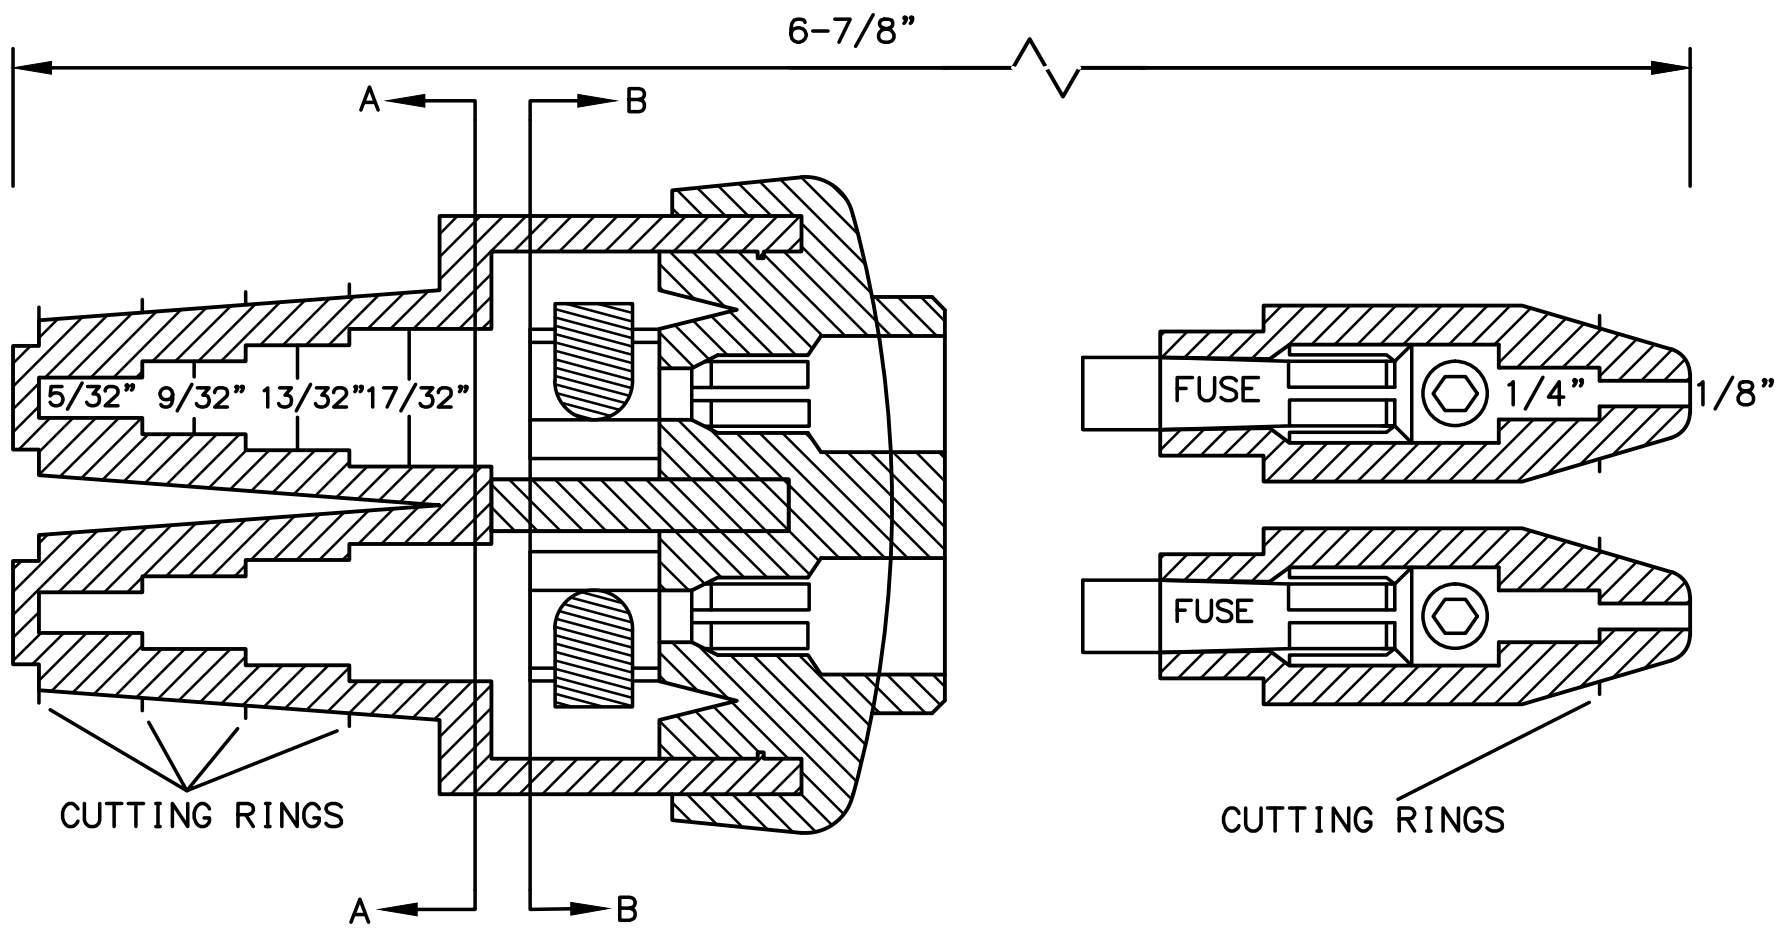 6-7/8"
A
B
5/32"
9/32"
13/32"
17/32"
FUSE
1/4"
1/8"
FUSE
CUTTING RINGS
CUTTING RINGS
A
B